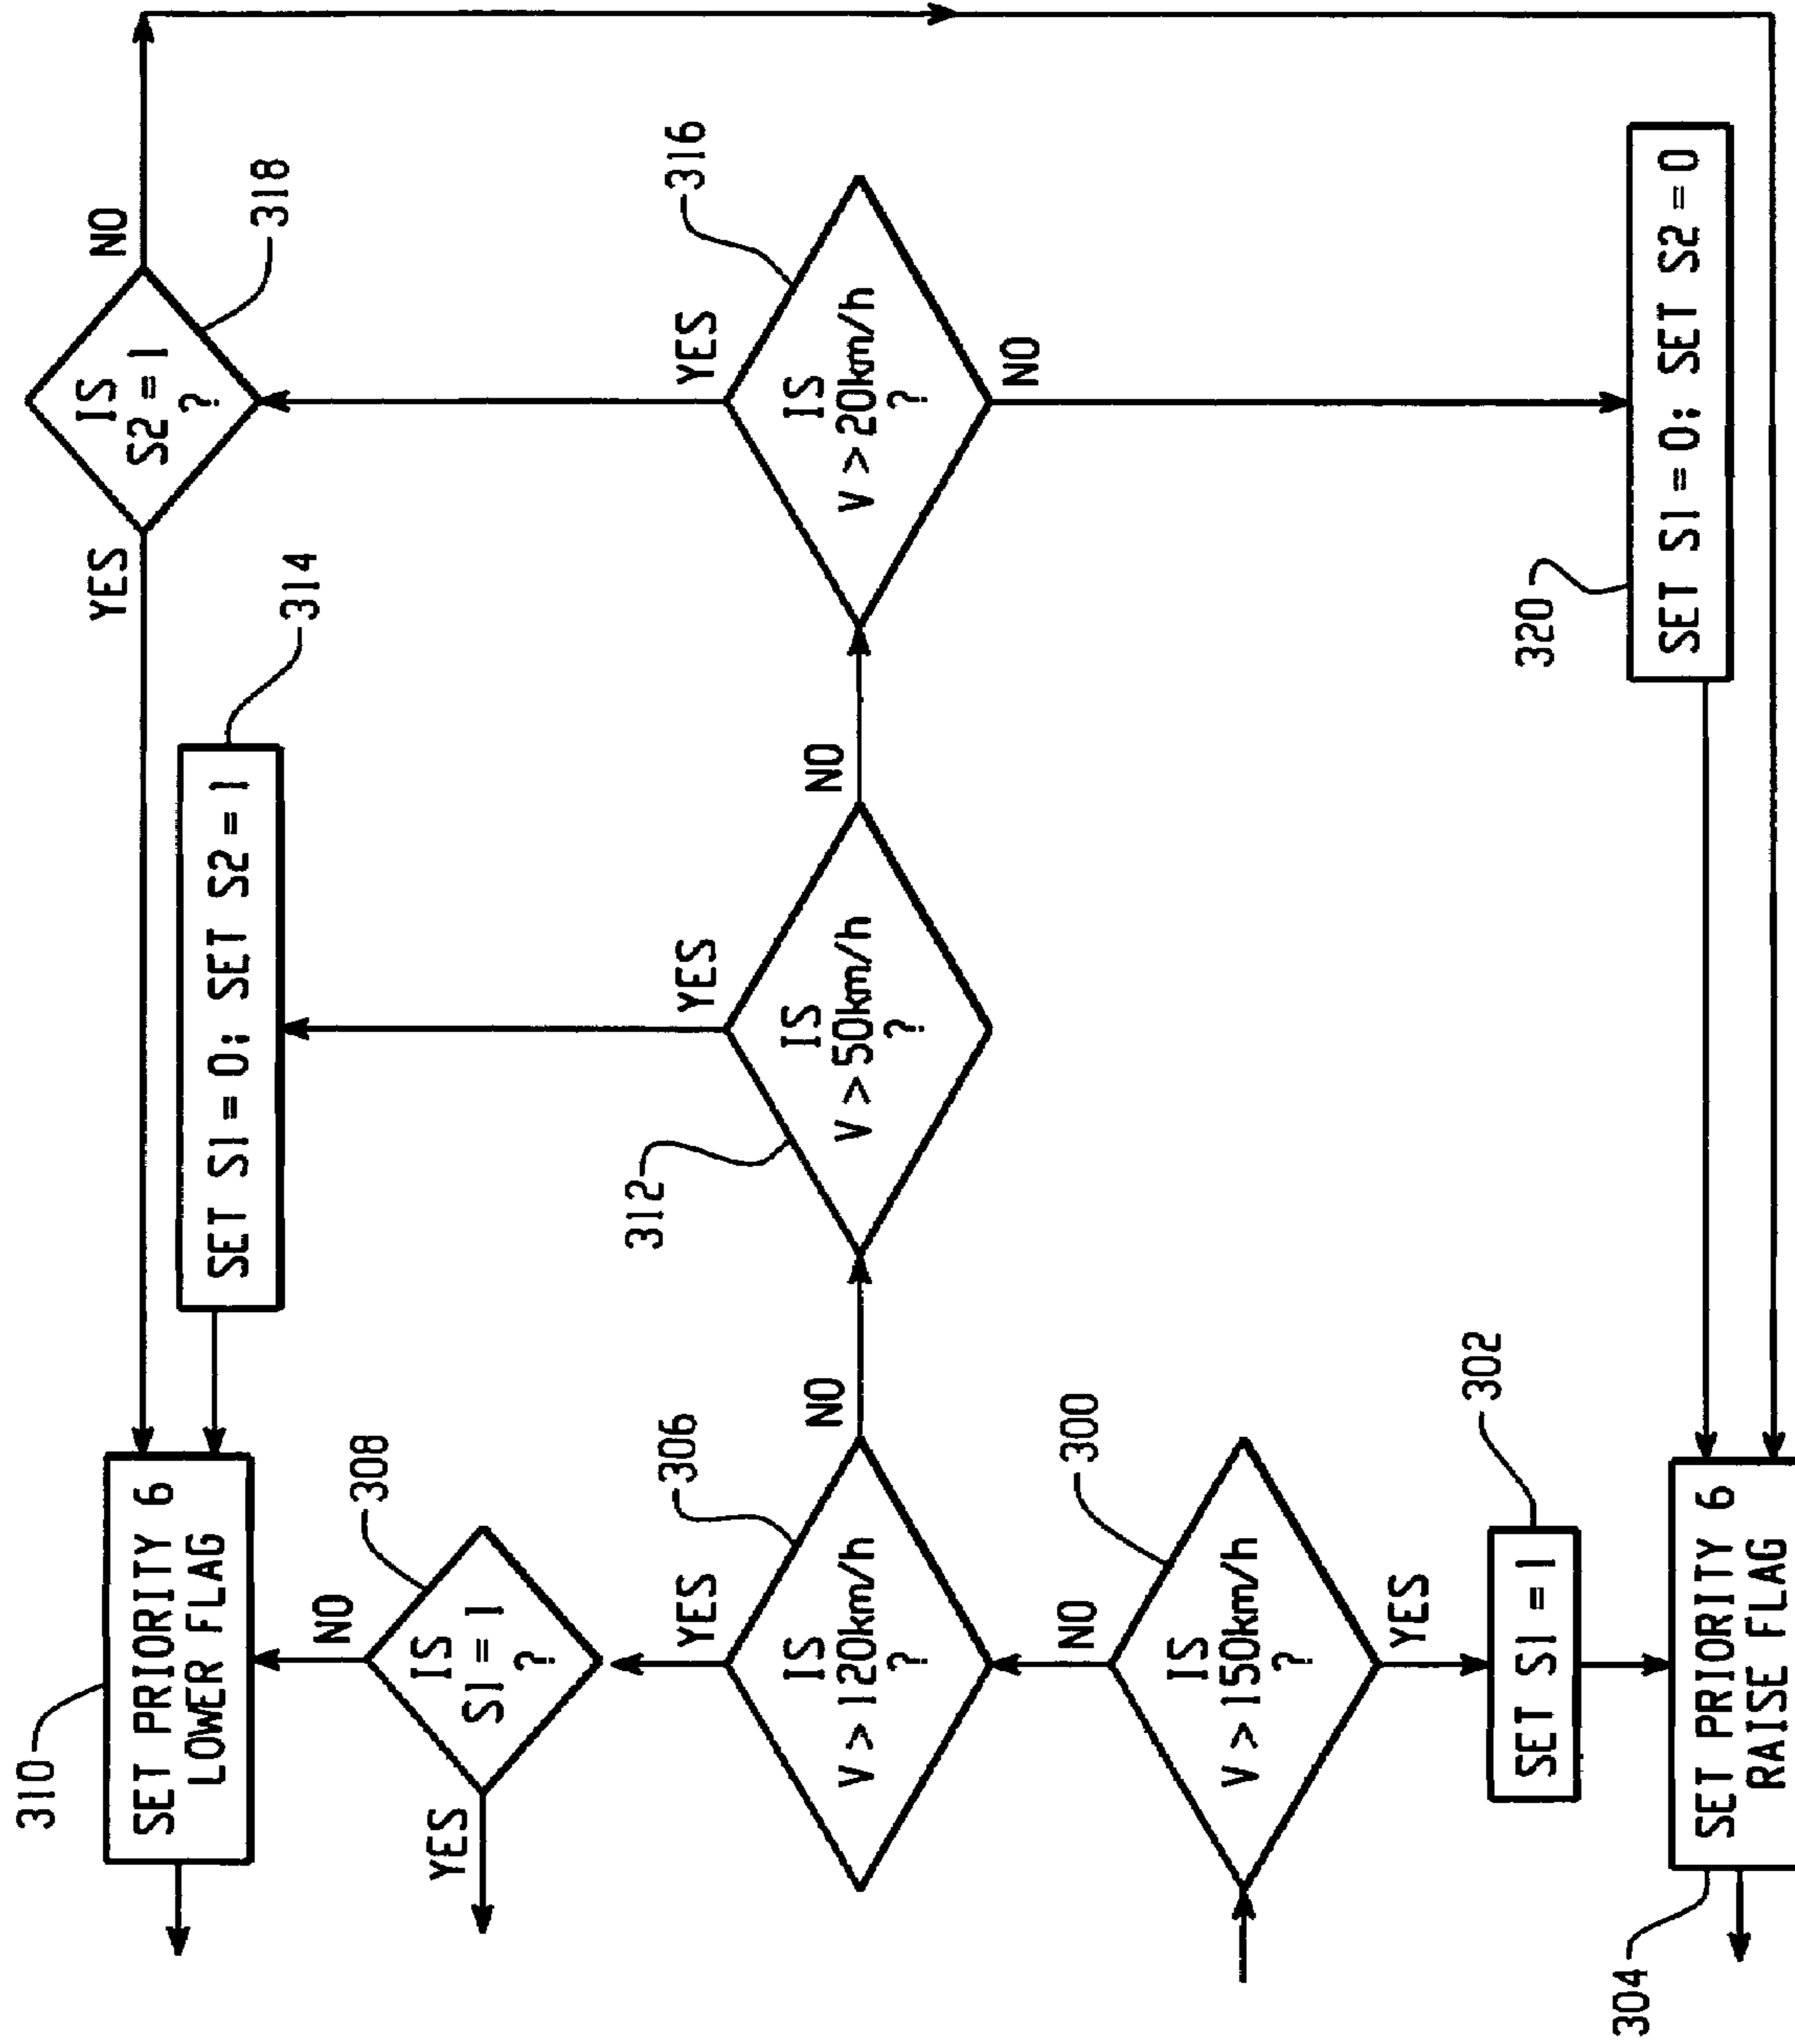 310
SET PRIORITY 6
LOWER FLAG
NO
308
IS
S1 = 1
?
YES
YES
306
IS
V > 120km/h
?
NO
NO
300
IS
V > 150km/h
?
YES
302
SET S1 = 1
304
SET PRIORITY 6
RAISE FLAG
314
SET S1 = 0; SET S2 = 1
YES
312
IS
V > 50km/h
?
NO
YES
318
IS
S2 = 1
?
NO
YES
316
IS
V > 20km/h
?
NO
320
SET S1 = 0; SET S2 = 0